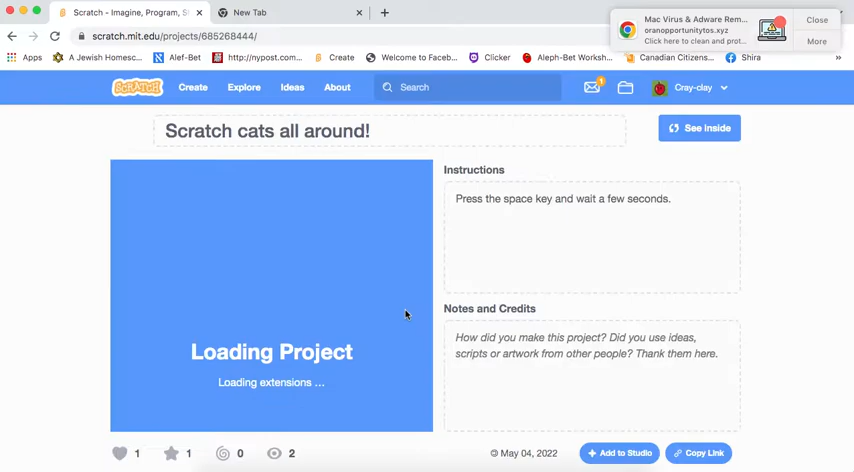 Scratch - Imagine, Program, S
New Tab
Mac Virus & Adware Rem...
oranopportunitytos.xyz
Click here to clean and prot...
Close
More
scratch.mit.edu/projects/685268444/
Apps
A Jewish Homesc...
Alef-Bet
http://nypost.com...
Create
Welcome to Faceb...
Clicker
Aleph-Bet Worksh...
Canadian Citizens...
Shira
»
SCRATCH
Create
Explore
Ideas
About
Search
1
Cray-clay
Scratch cats all around!
See inside
Loading Project
Loading extensions ...
Instructions
Press the space key and wait a few seconds.
Notes and Credits
How did you make this project? Did you use ideas,
scripts or artwork from other people? Thank them here.
1
1
0
2
© May 04, 2022
Add to Studio
Copy Link